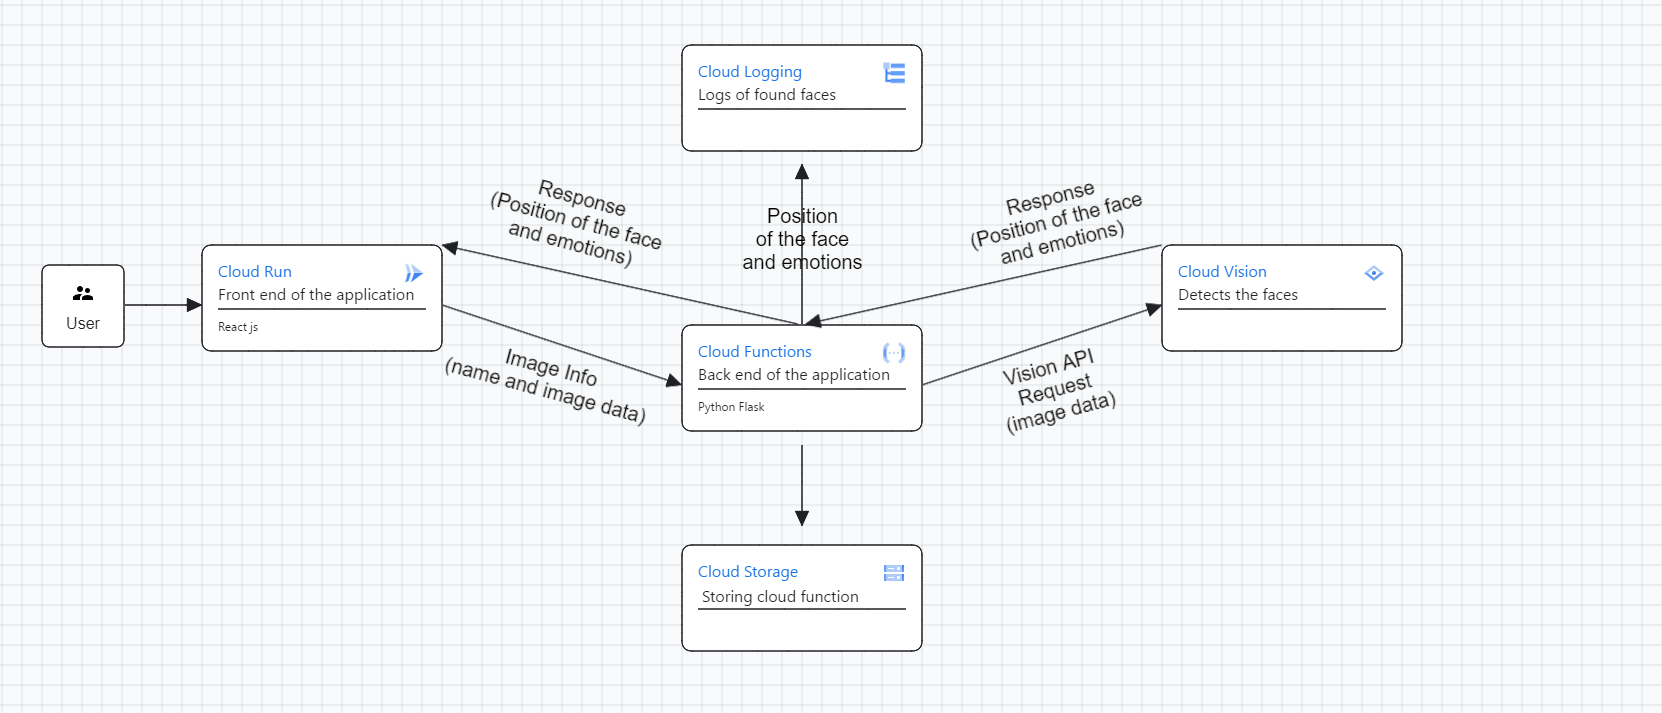 Cloud Logging
Logs of found faces
Response
(Position of the face
and emotions)
Position
of the face
and emotions
Response
(Position of the face
and emotions)
User
Cloud Run
Front end of the application
React js
Cloud Vision
Detects the faces
Image Info
(name and image data)
Cloud Functions
Back end of the application
Python Flask
Vision API
Request
(image data)
Cloud Storage
Storing cloud function